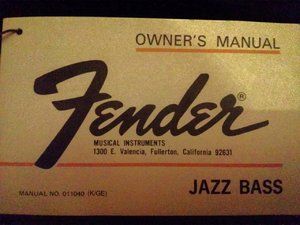 OWNER'S MANUAL
Fender®
MUSICAL INSTRUMENTS
1300 E. Valencia, Fullerton, California 92631
MANUAL NO. 011040 (K/GE)
JAZZ BASS